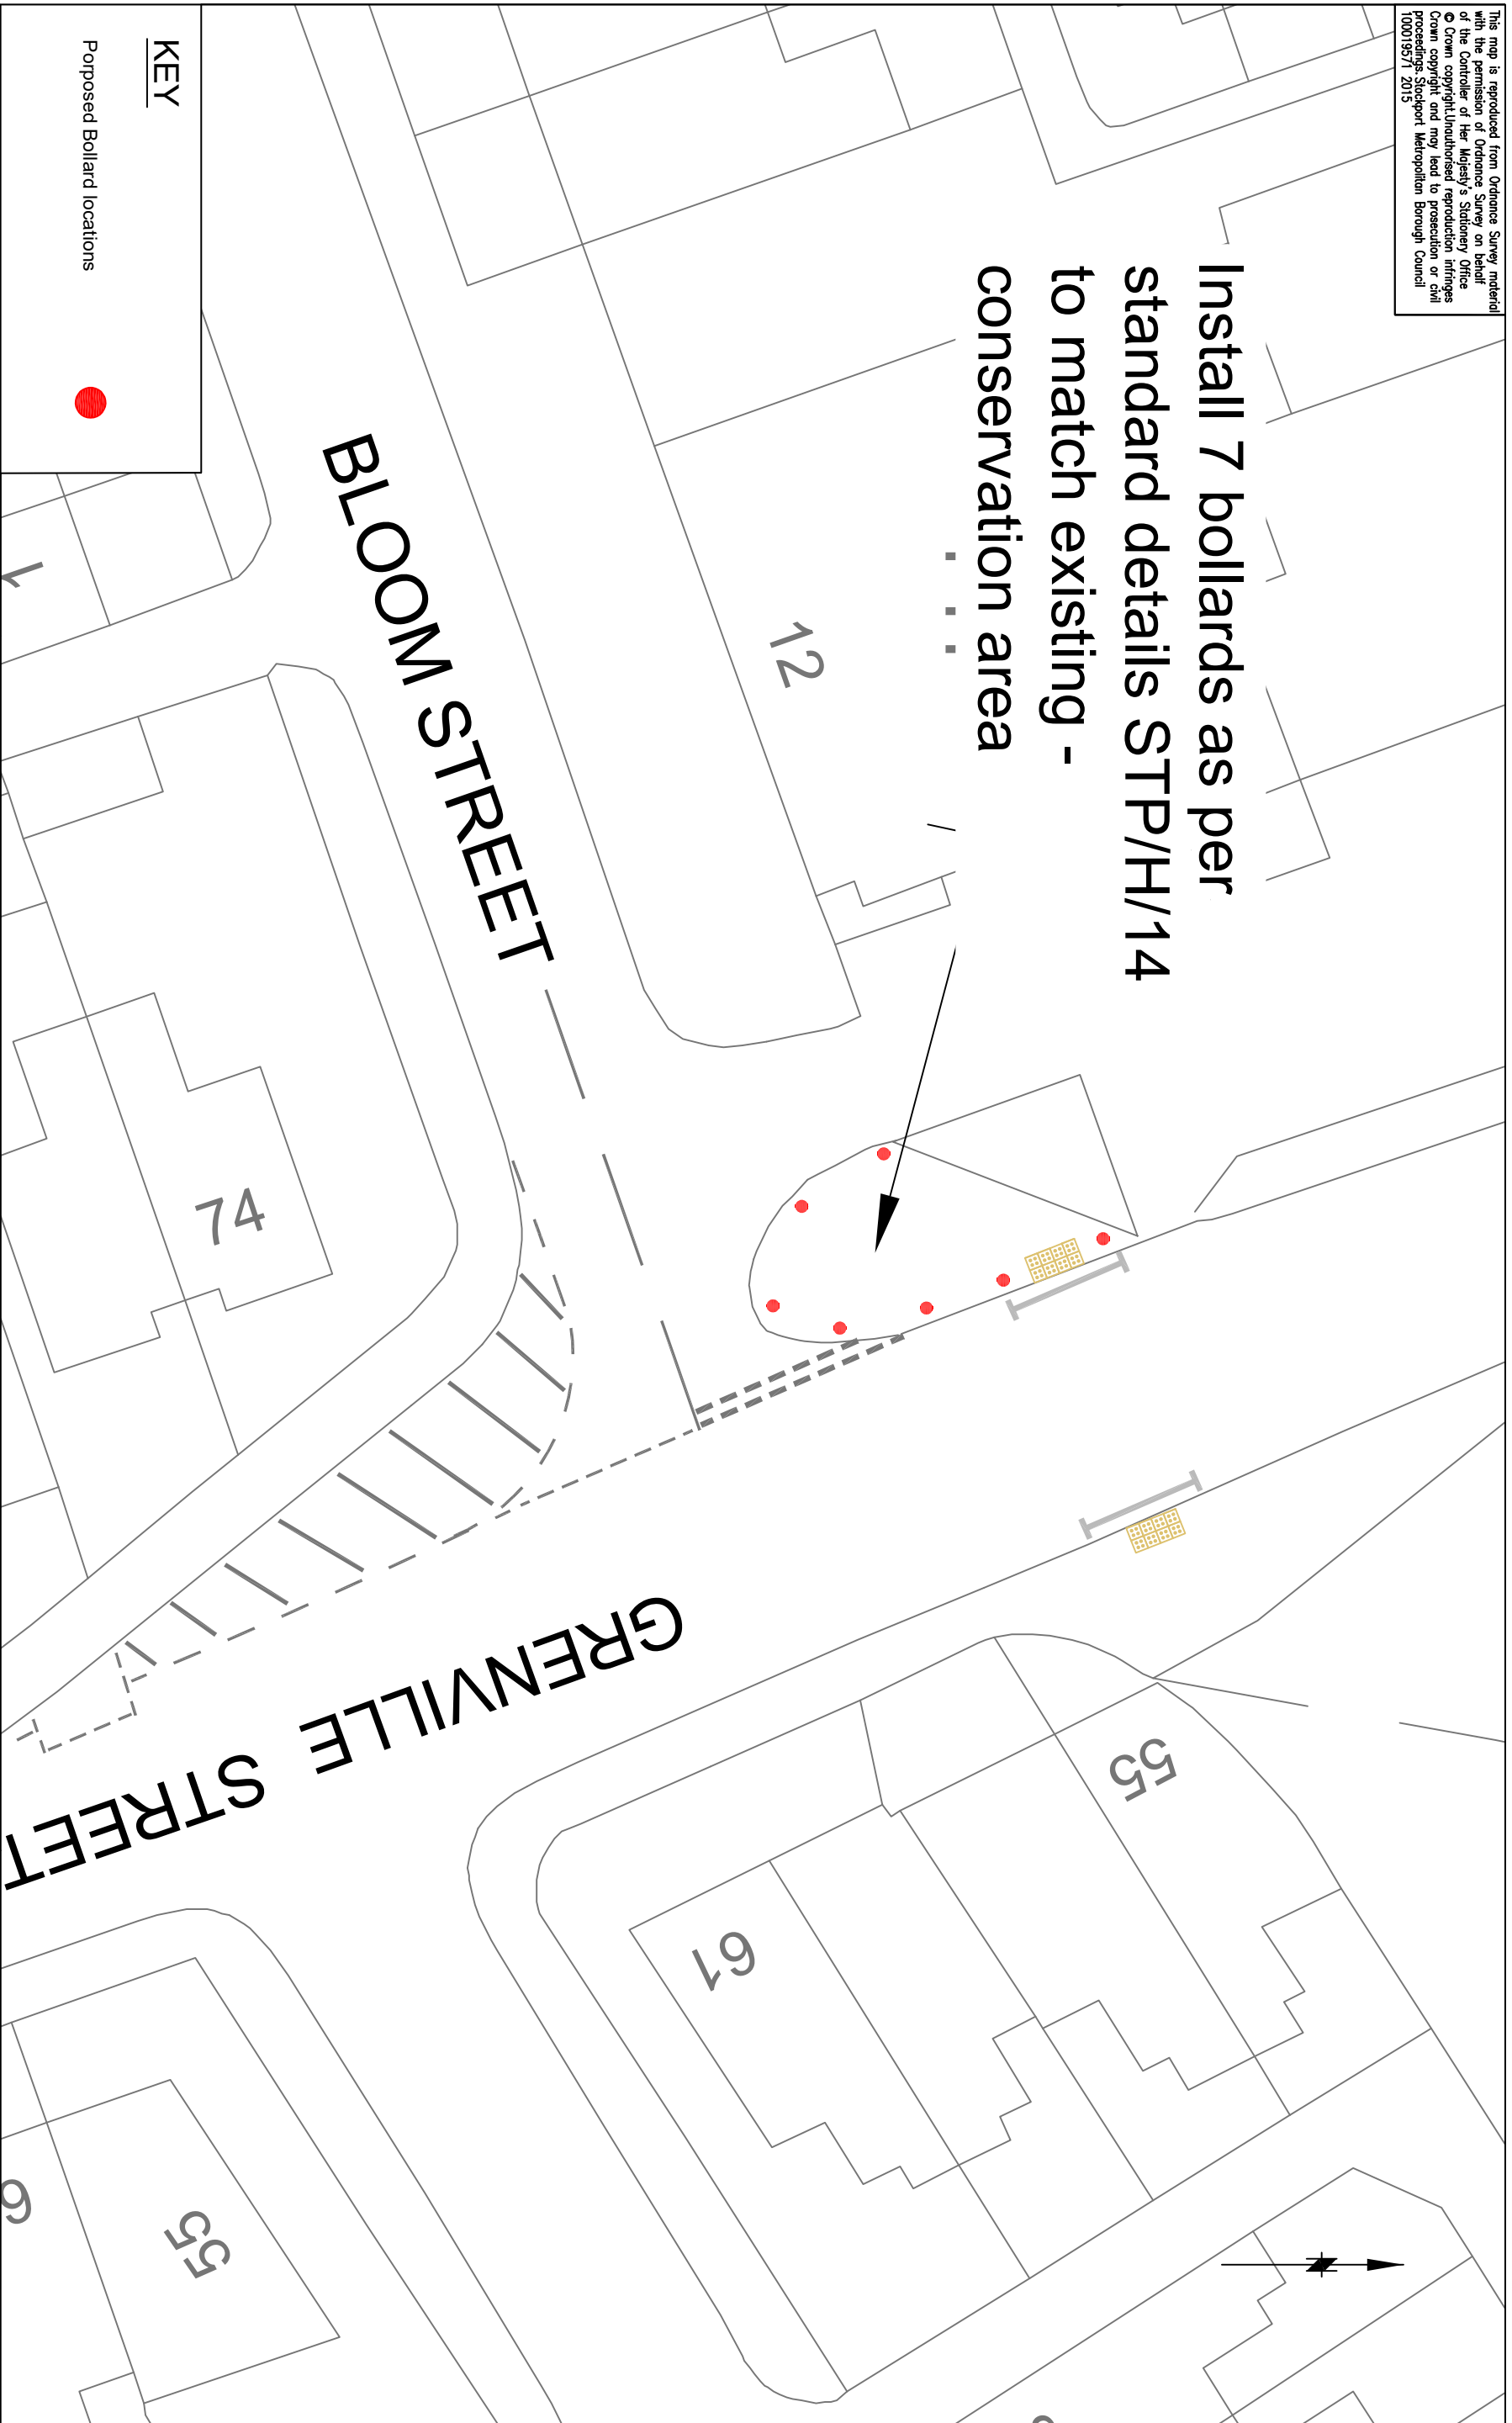 This map is reproduced from Ordnance Survey material
with the permission of Ordnance Survey on behalf
of the Controller of Her Majesty's Stationery Office
© Crown copyright.Unauthorised reproduction infringes
Crown copyright and may lead to prosecution or civil
proceedings. Stockport Metropolitan Borough Council
100019571 2015
Install 7 bollards as per
standard details STP/H/14
to match existing -
conservation area
12
BLOOM STREET
74
1
GRENVILLE STREET
55
61
55
KEY
Porposed Bollard locations